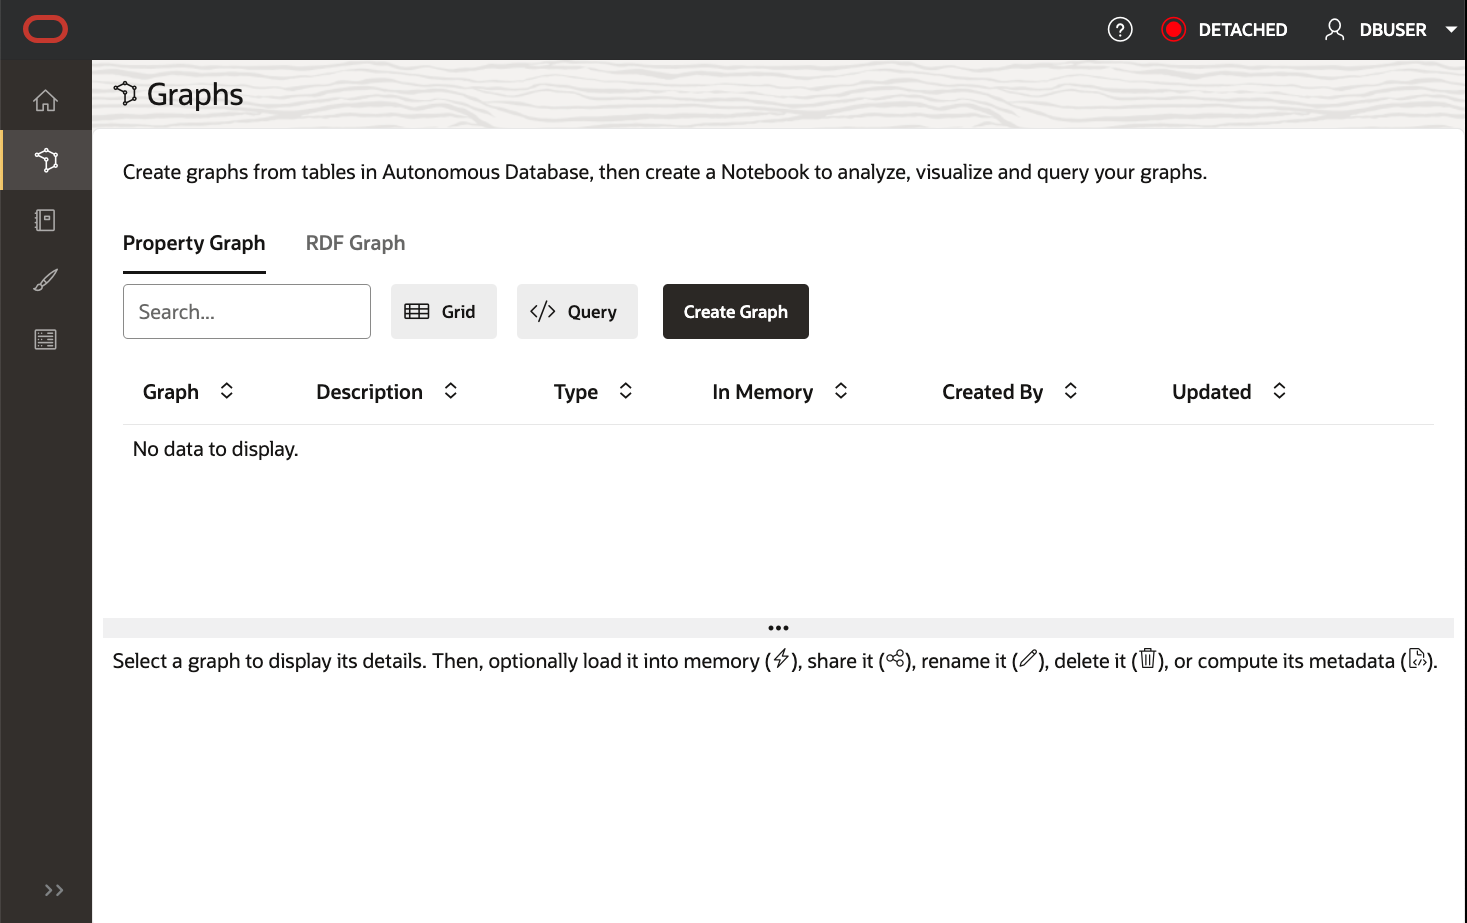 DETACHED DBUSER
Graphs
Create graphs from tables in Autonomous Database, then create a Notebook to analyze, visualize and query your graphs.
Property Graph RDF Graph
Search... Grid </> Query Create Graph
Graph Description Type In Memory Created By Updated
No data to display.
Select a graph to display its details. Then, optionally load it into memory (), share it (), rename it (), delete it (), or compute its metadata ().